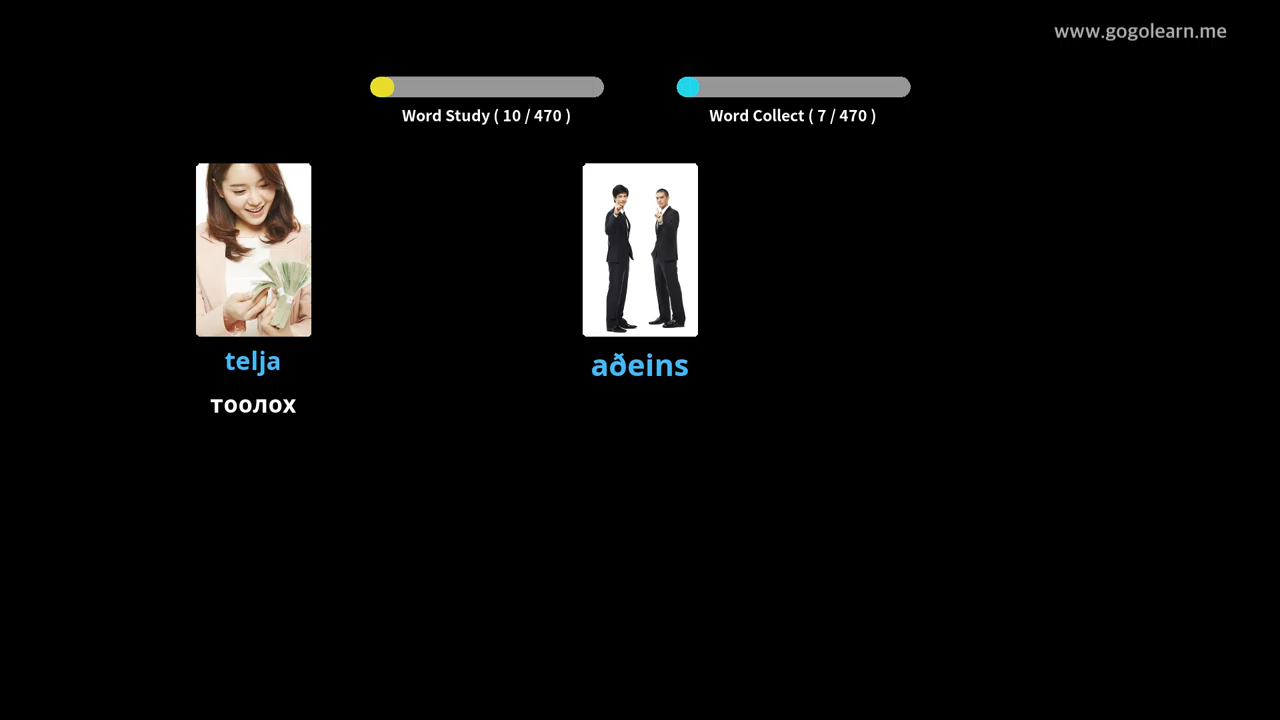 www.gogolearn.me
Word Study ( 10 / 470 )
Word Collect ( 7 / 470 )
telja
тоолох
aðeins